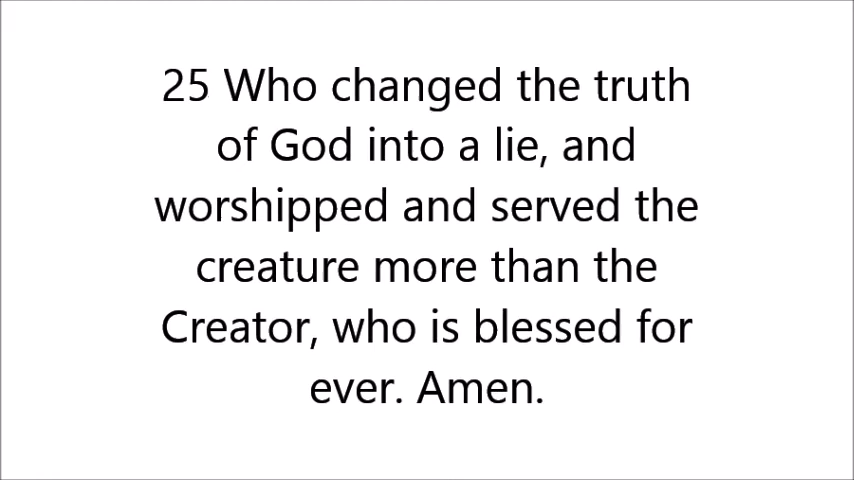 25 Who changed the truth
of God into a lie, and
worshipped and served the
creature more than the
Creator, who is blessed for
ever. Amen.